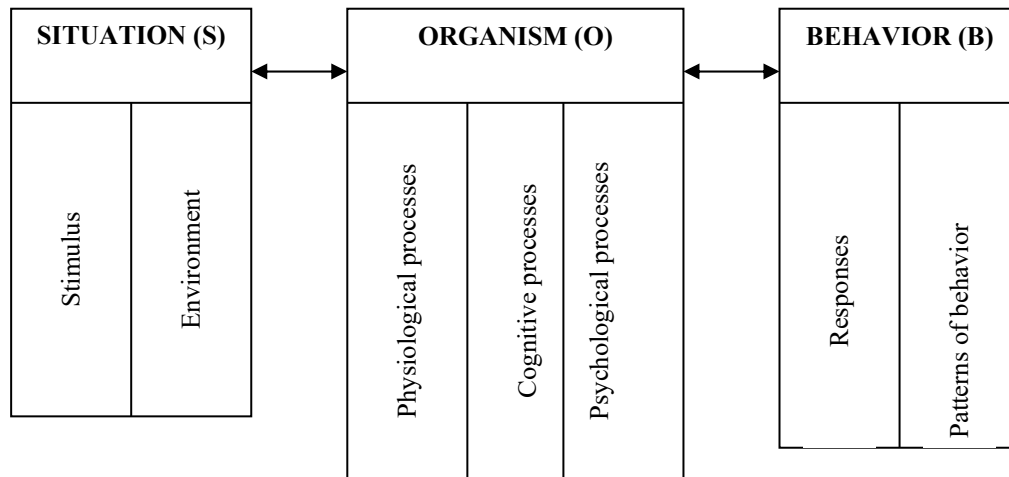 SITUATION (S)
Stimulus
Environment
ORGANISM (O)
Physiological processes
Cognitive processes
Psychological processes
BEHAVIOR (B)
Responses
Patterns of behavior